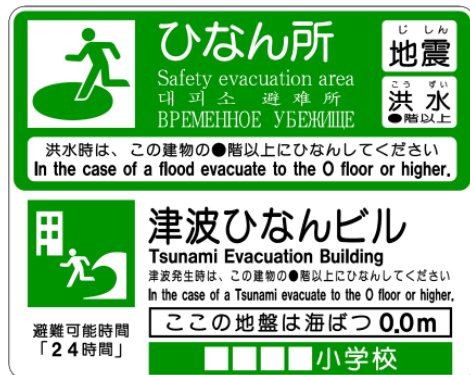 ひなん所
Safety evacuation area
대피소 避難所
ВРЕМЕННОЕ УБЕЖИЩЕ
じしん
地震
こうずい
洪水
●階以上
洪水時は、この建物の●階以上にひなんしてください
In the case of a flood evacuate to the O floor or higher.
津波ひなんビル
Tsunami Evacuation Building
津波発生時は、この建物の●階以上にひなんしてください
In the case of a Tsunami evacuate to the O floor or higher.
避難可能時間
「24時間」
ここの地盤は海ばつ 0.0m
■■■■小学校